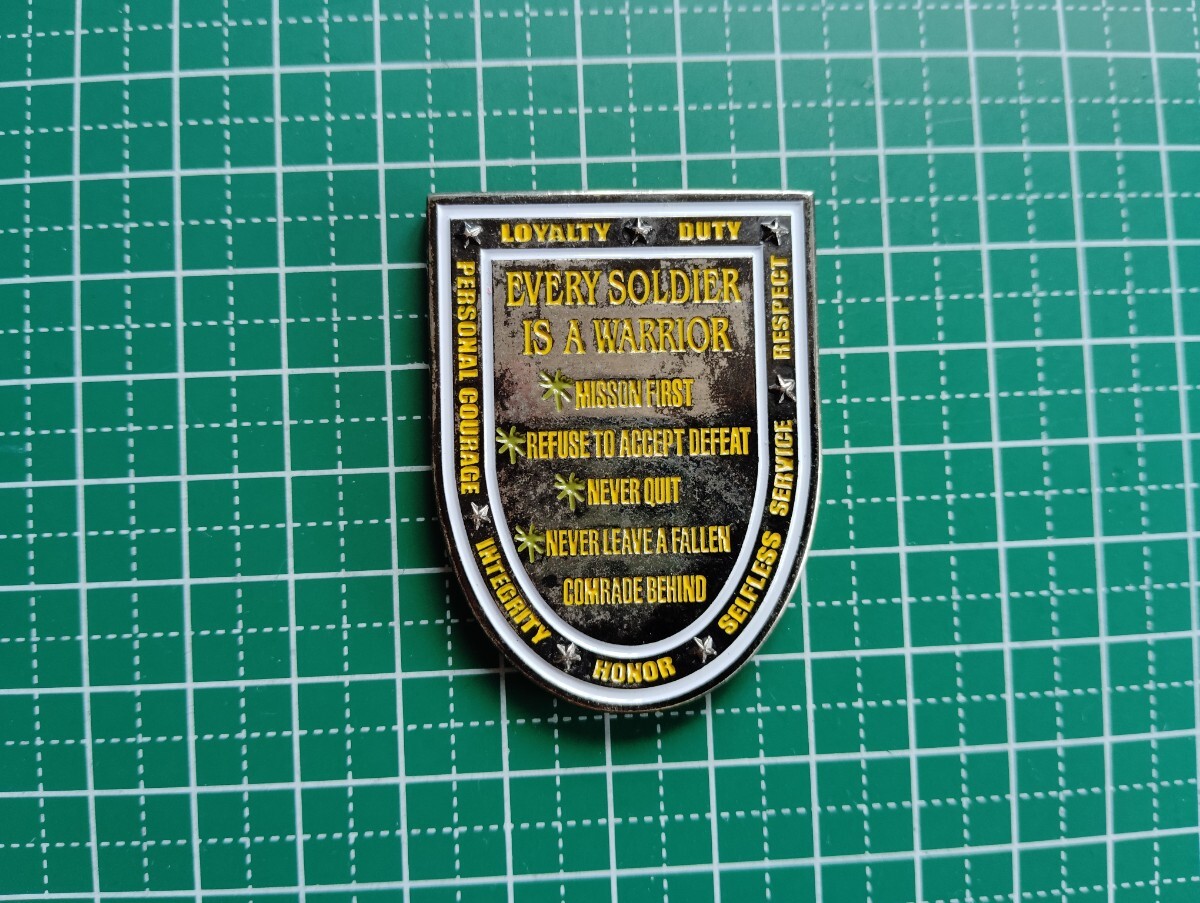 LOYALTY DUTY
RESPECT
SELFLESS SERVICE
HONOR
INTEGRITY
PERSONAL COURAGE
EVERY SOLDIER
IS A WARRIOR
MISSON FIRST
REFUSE TO ACCEPT DEFEAT
NEVER QUIT
NEVER LEAVE A FALLEN
COMRADE BEHIND